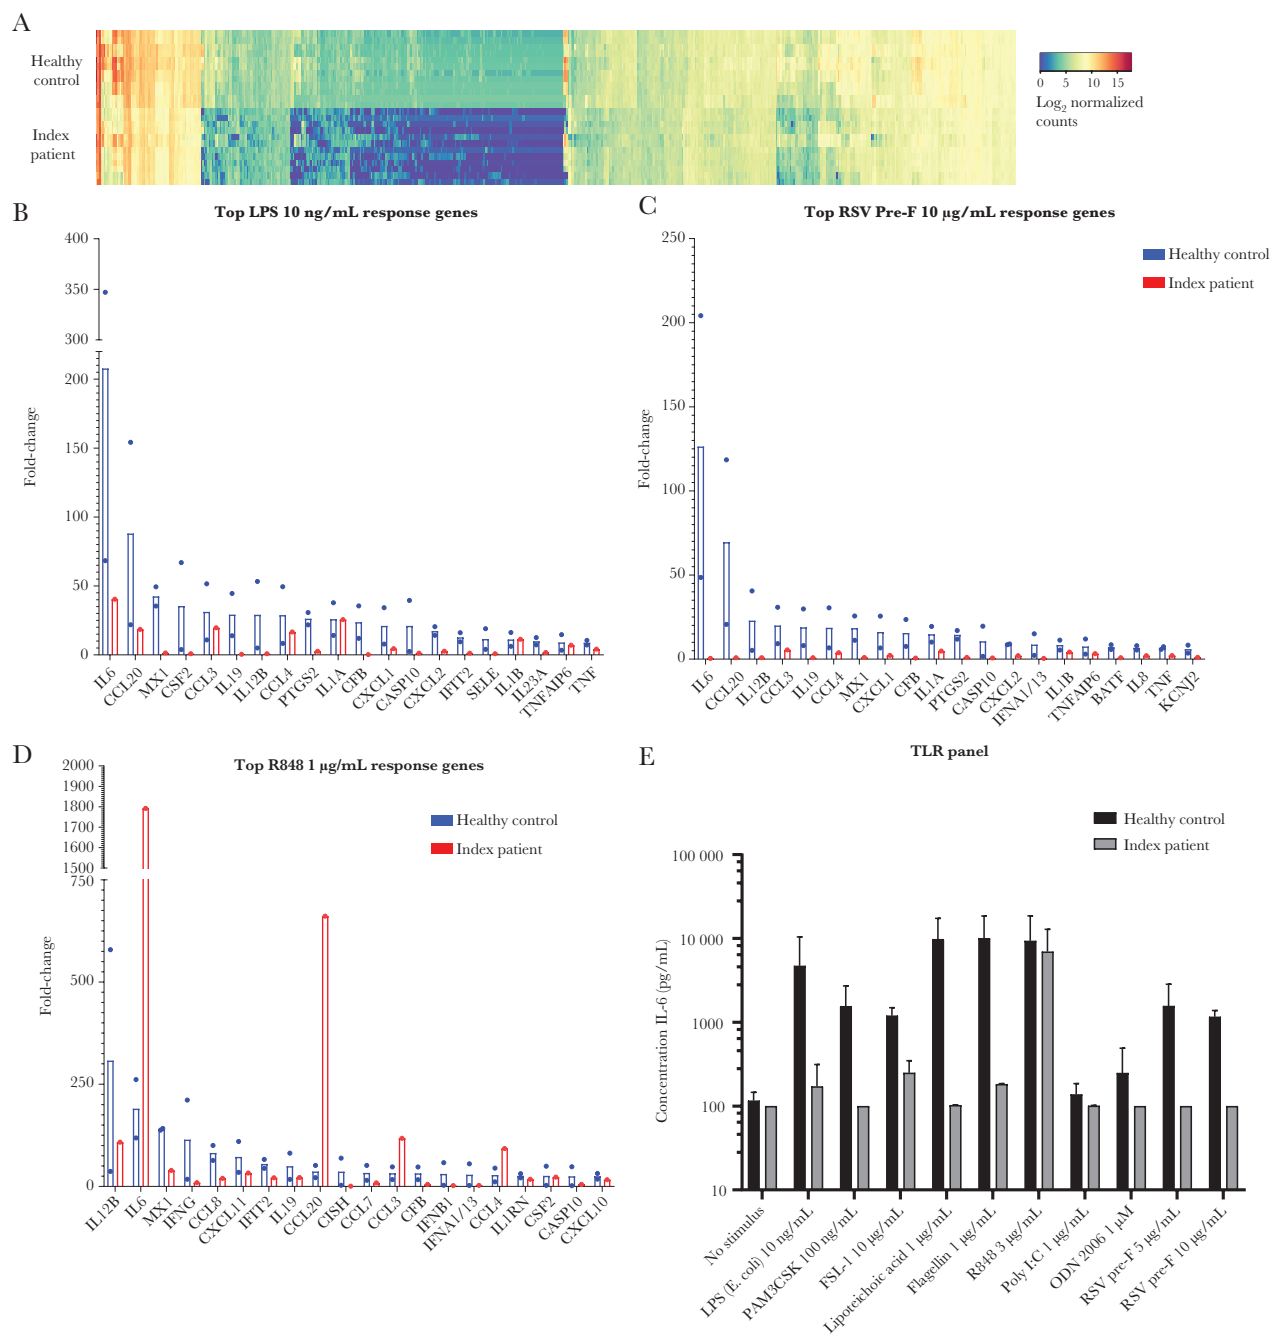 A
Healthy
control
Index
patient
0 5 10 15
Log2 normalized
counts
B
Top LPS 10 ng/mL response genes
Fold-change
400
350
300
200
150
100
50
0
IL6
CCL20
MX1
CSF2
CCL3
IL19
IL12B
CCL4
PTGS2
IL1A
CFB
CXCL1
CASP10
CXCL2
IFIT2
SELE
IL1B
IL23A
TNFAIP6
TNF
C
Top RSV Pre-F 10 µg/mL response genes
Healthy control
Index patient
Fold-change
250
200
150
100
50
0
IL6
CCL20
IL12B
CCL3
IL19
CCL4
MX1
CXCL1
CFB
IL1A
PTGS2
CASP10
CXCL2
IFNA1/13
IL1B
TNFAIP6
BATF
IL8
TNF
KCNJ2
D
Top R848 1 µg/mL response genes
Healthy control
Index patient
Fold-change
2000
1900
1800
1700
1600
1500
750
500
250
0
IL12B
IL6
MX1
IFNG
CCL8
CXCL11
IFIT2
IL19
CCL20
CISH
CCL7
CCL3
CFB
IFNB1
IFNA1/13
CCL4
IL1RN
CSF2
CASP10
CXCL10
E
TLR panel
Healthy control
Index patient
Concentration IL-6 (pg/mL)
100 000
10 000
1000
100
10
No stimulus
LPS (E. coli) 10 ng/mL
PAM3CSK 100 ng/mL
FSL-1 10 µg/mL
Lipoteichoic acid 1 µg/mL
Flagellin 1 µg/mL
R848 3 µg/mL
Poly I:C 1 µg/mL
ODN 2006 1 µM
RSV pre-F 5 µg/mL
RSV pre-F 10 µg/mL